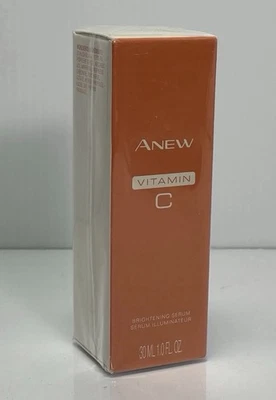 ANEW
VITAMIN
C
BRIGHTENING SERUM
SÉRUM ILLUMINATEUR
30 ML 1.0 FL. OZ.